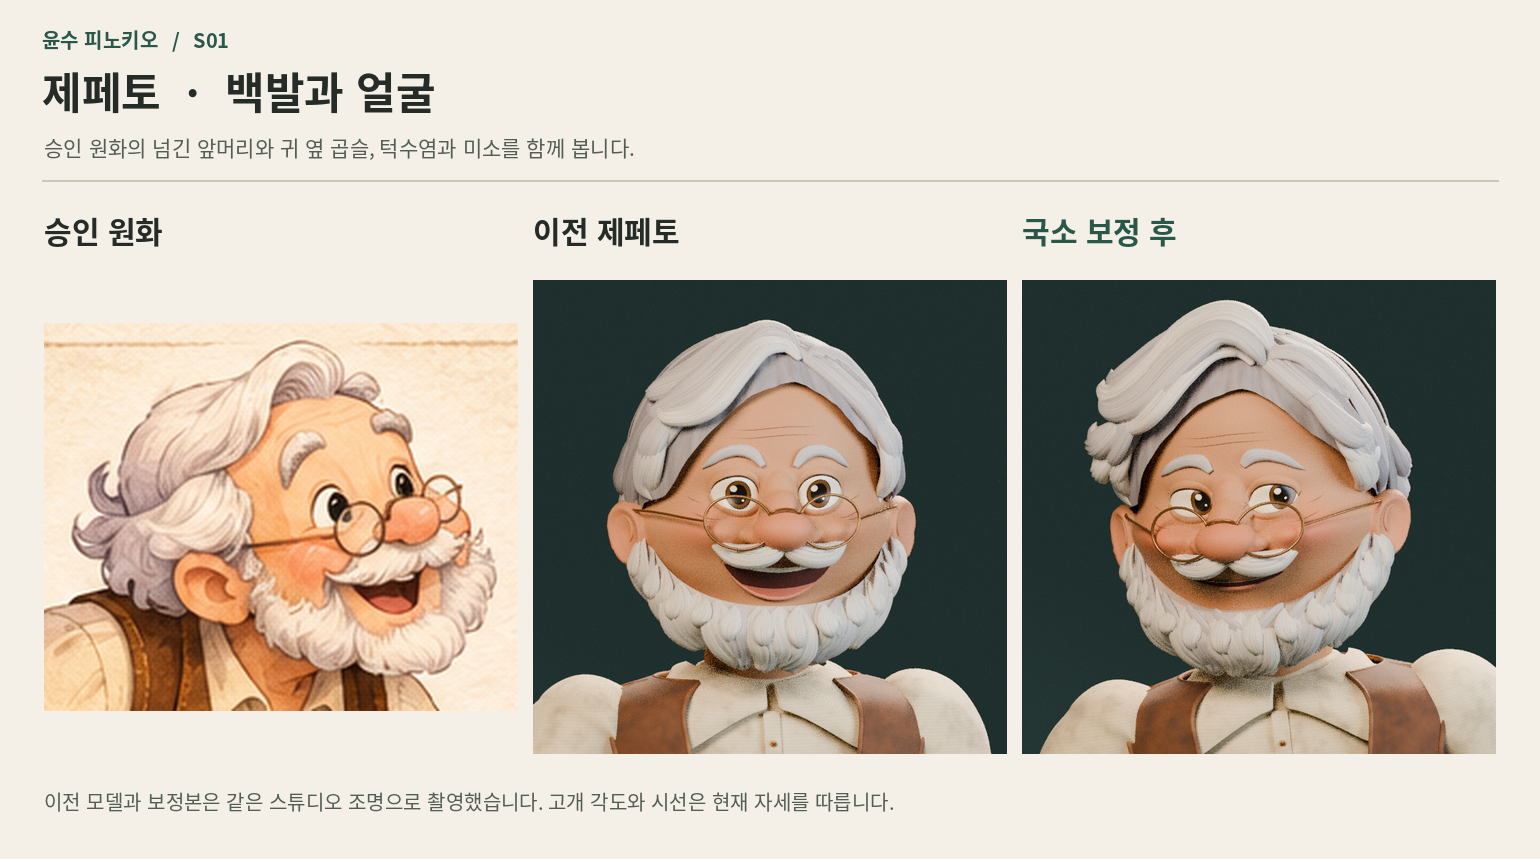 윤수 피노키오 / S01
제페토 · 백발과 얼굴
승인 원화의 넘긴 앞머리와 귀 옆 곱슬, 턱수염과 미소를 함께 봅니다.
승인 원화
이전 제페토
국소 보정 후
이전 모델과 보정본은 같은 스튜디오 조명으로 촬영했습니다. 고개 각도와 시선은 현재 자세를 따릅니다.